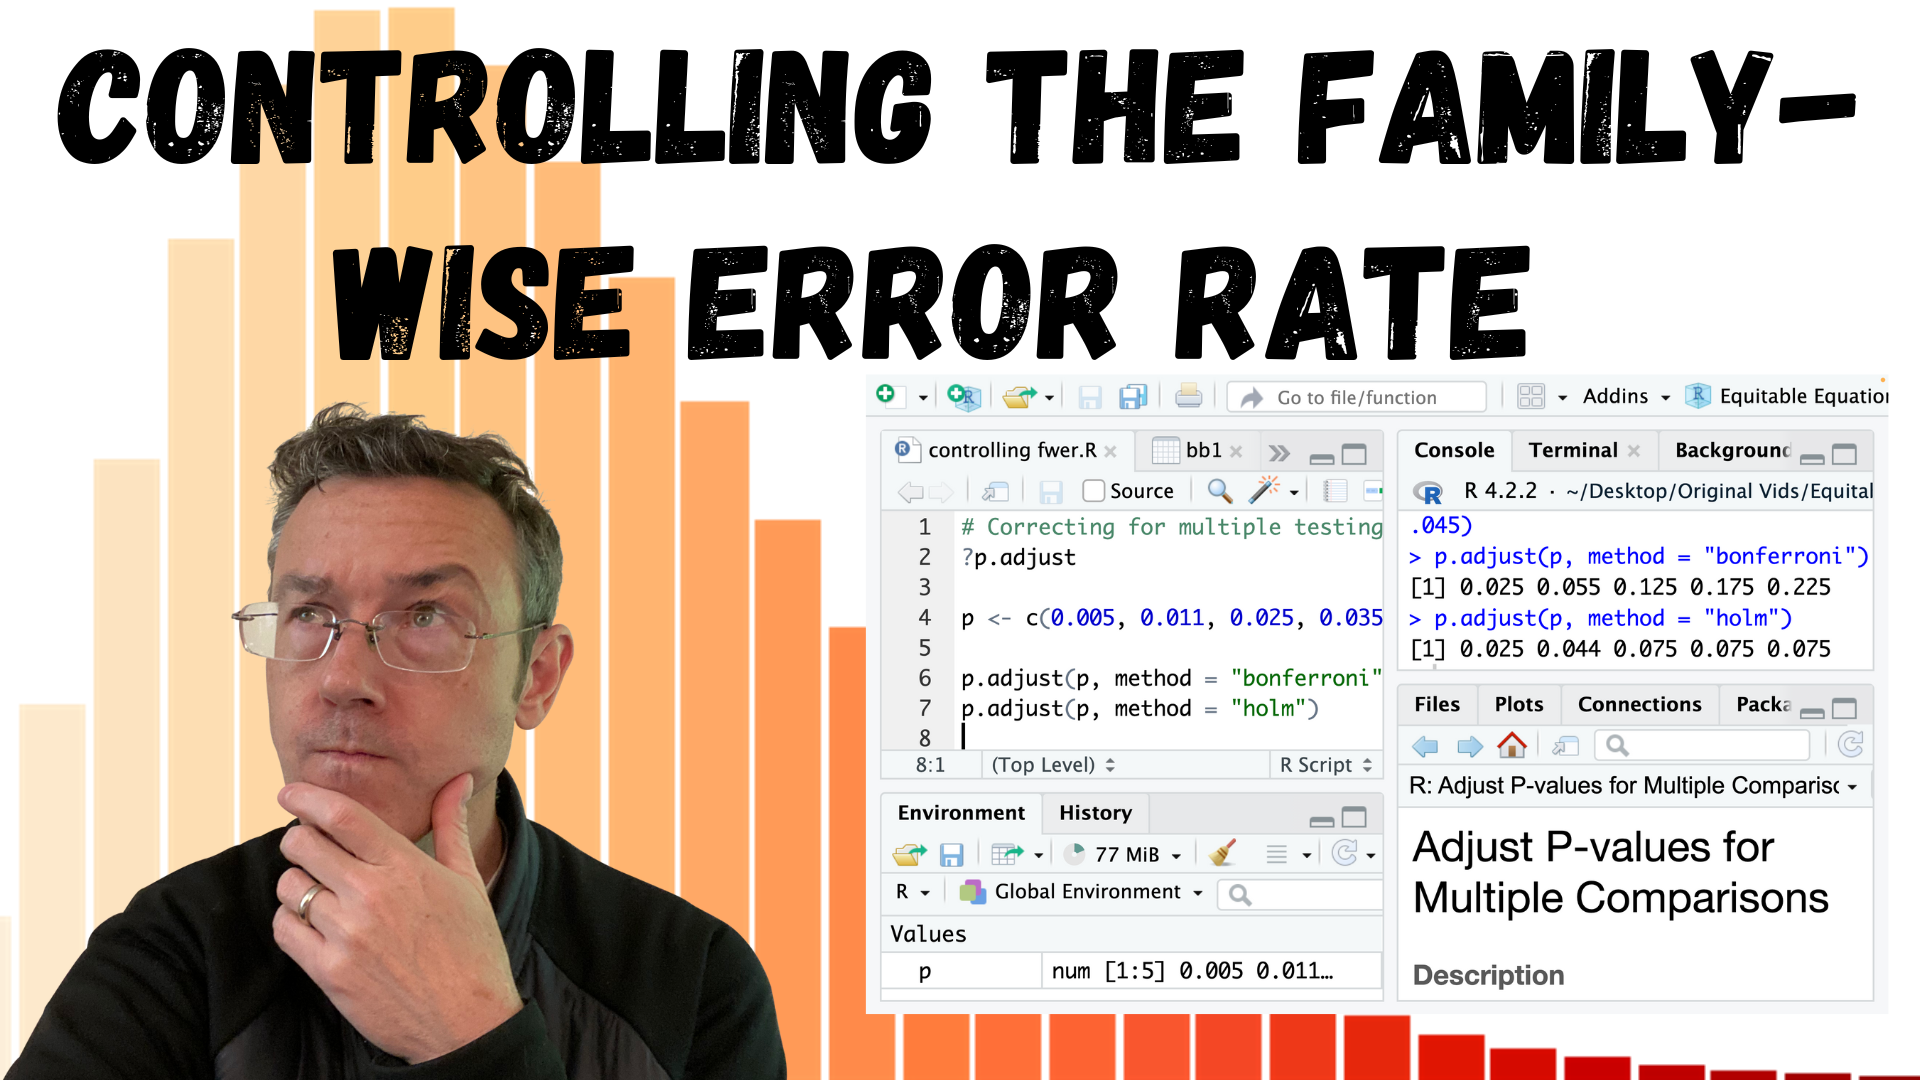 CONTROLLING THE FAMILY-
WISE ERROR RATE
Go to file/function
Addins
Equitable Equation
controlling fwer.R
bb1
Source
1 # Correcting for multiple testing
2 ?p.adjust
3
4 p <- c(0.005, 0.011, 0.025, 0.035
5
6 p.adjust(p, method = "bonferroni"
7 p.adjust(p, method = "holm")
8
8:1 (Top Level) R Script
Environment History
77 MiB
R Global Environment
Values
p num [1:5] 0.005 0.011…
Console Terminal Background
R 4.2.2 · ~/Desktop/Original Vids/Equital
.045)
> p.adjust(p, method = "bonferroni")
[1] 0.025 0.055 0.125 0.175 0.225
> p.adjust(p, method = "holm")
[1] 0.025 0.044 0.075 0.075 0.075
Files Plots Connections Packa
R: Adjust P-values for Multiple Compariso
Adjust P-values for
Multiple Comparisons
Description